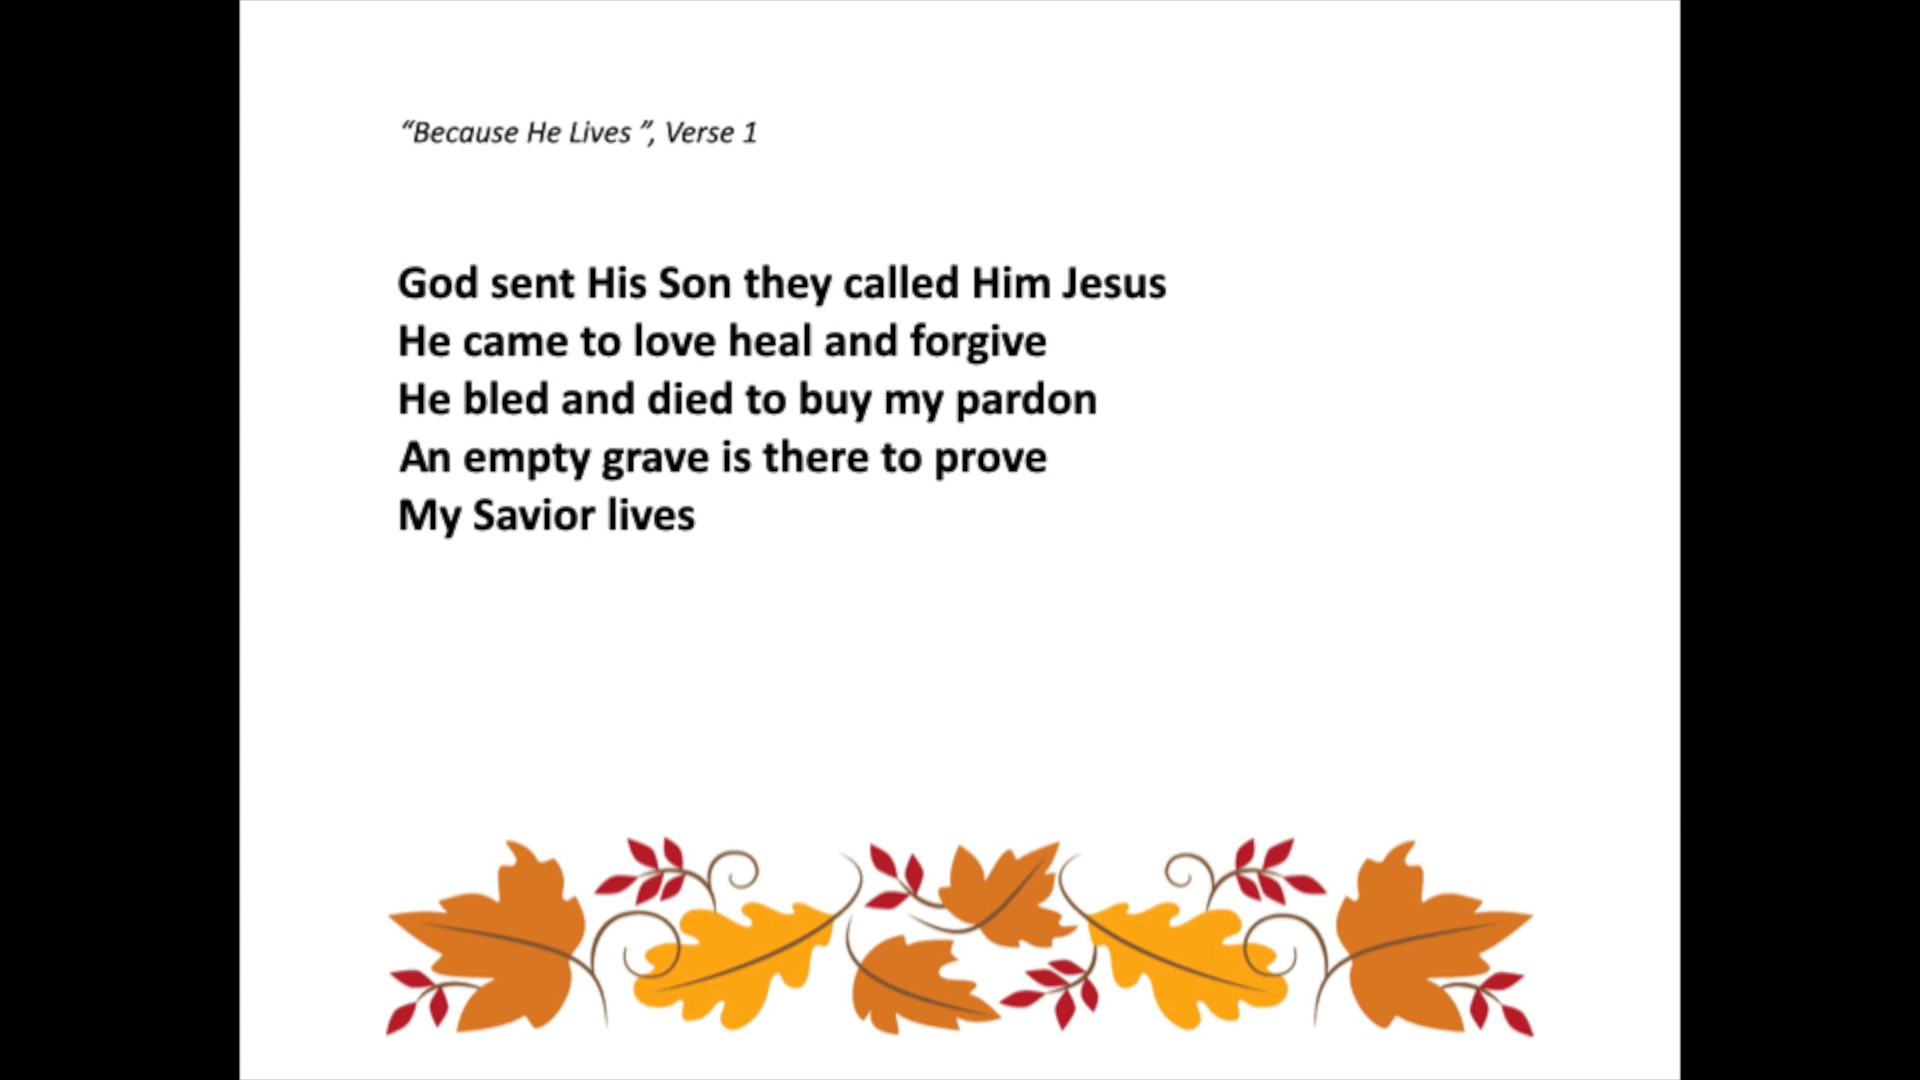 “Because He Lives ”, Verse 1
God sent His Son they called Him Jesus
He came to love heal and forgive
He bled and died to buy my pardon
An empty grave is there to prove
My Savior lives